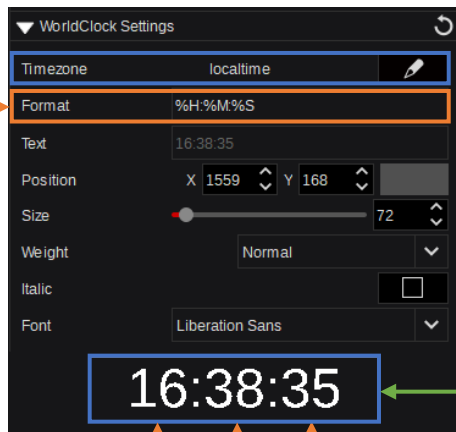 WorldClock Settings
Timezone localtime
Format %H:%M:%S
Text 16:38:35
Position X 1559 Y 168
Size 72
Weight Normal
Italic
Font Liberation Sans
16:38:35